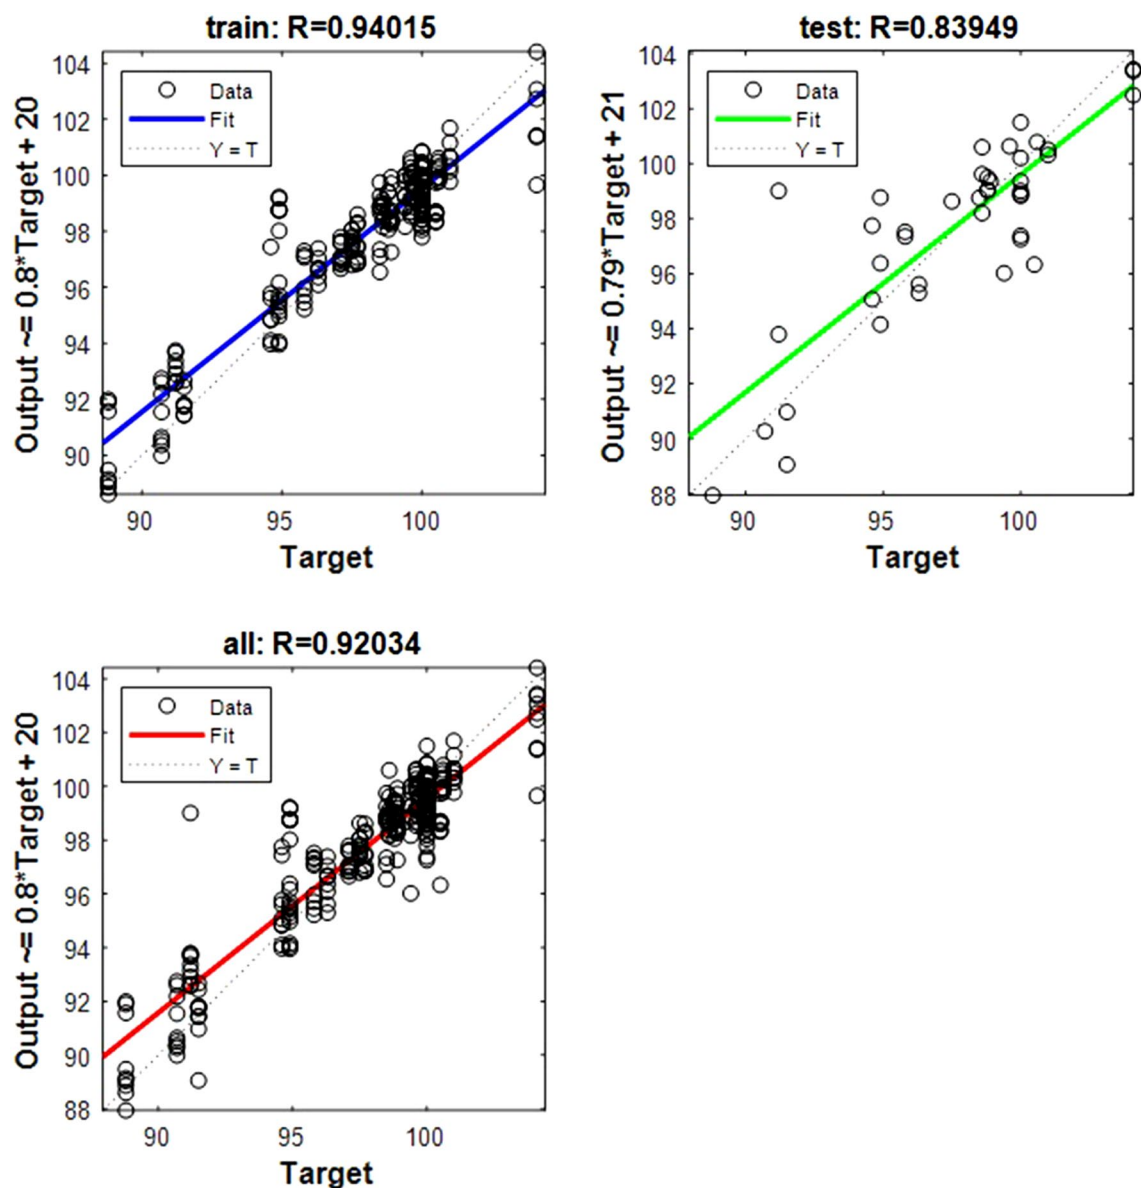 train: R=0.94015
Output ~= 0.8*Target + 20
104
102
100
98
96
94
92
90
Data
Fit
Y = T
90
95
100
Target
test: R=0.83949
Output ~= 0.79*Target + 21
104
102
100
98
96
94
92
90
88
Data
Fit
Y = T
90
95
100
Target
all: R=0.92034
Output ~= 0.8*Target + 20
104
102
100
98
96
94
92
90
88
Data
Fit
Y = T
90
95
100
Target